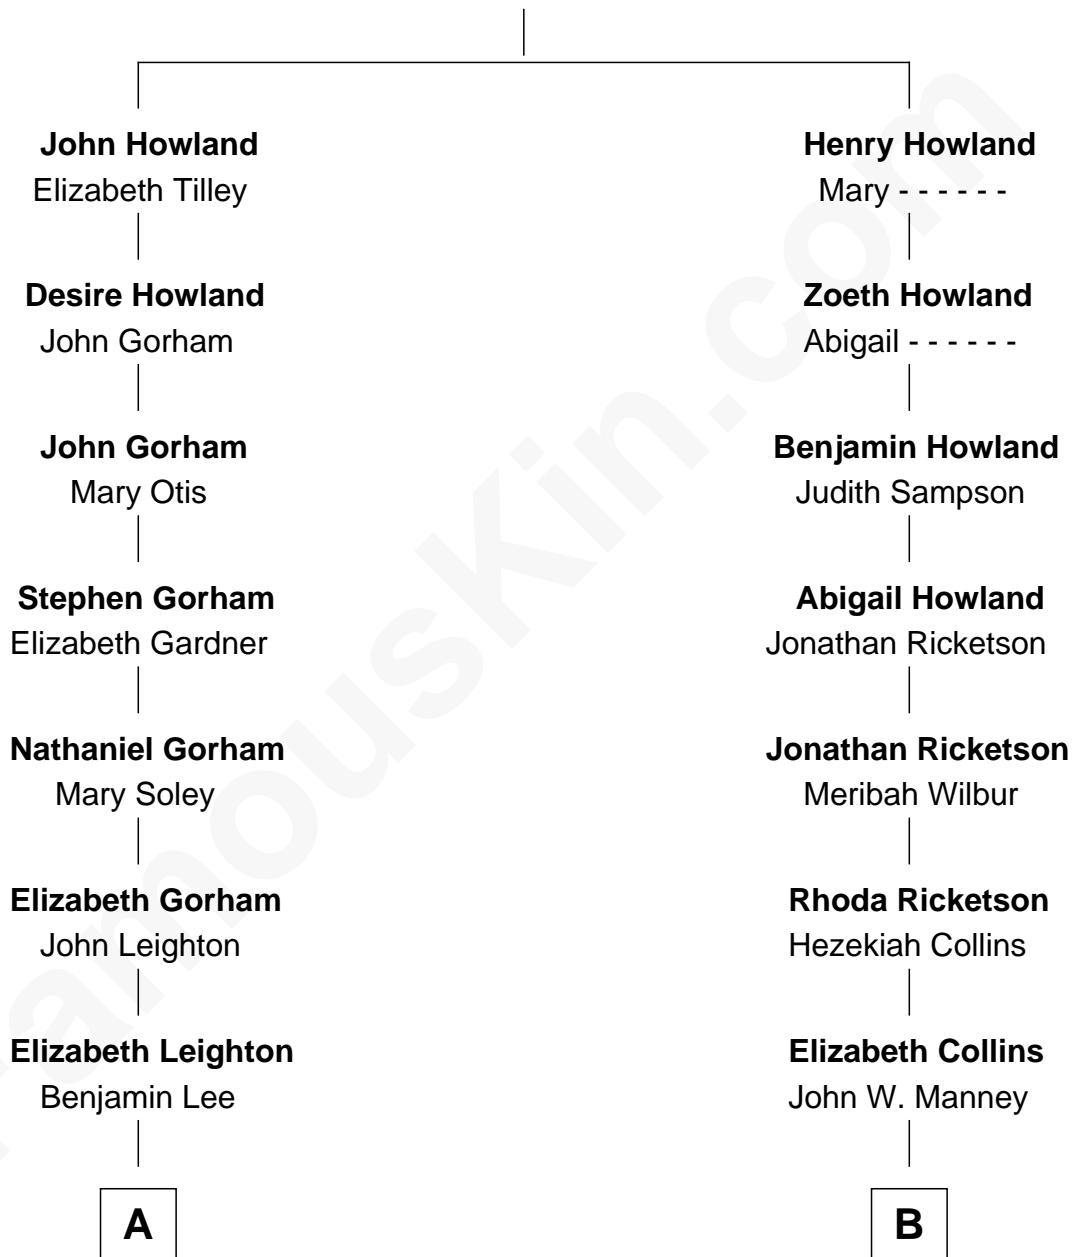 John Howland
Elizabeth Tilley
Desire Howland
John Gorham
John Gorham
Mary Otis
Stephen Gorham
Elizabeth Gardner
Nathaniel Gorham
Mary Soley
Elizabeth Gorham
John Leighton
Elizabeth Leighton
Benjamin Lee
A
Henry Howland
Mary - - - - - -
Zoeth Howland
Abigail - - - - - -
Benjamin Howland
Judith Sampson
Abigail Howland
Jonathan Ricketson
Jonathan Ricketson
Meribah Wilbur
Rhoda Ricketson
Hezekiah Collins
Elizabeth Collins
John W. Manney
B
FamousKin.com